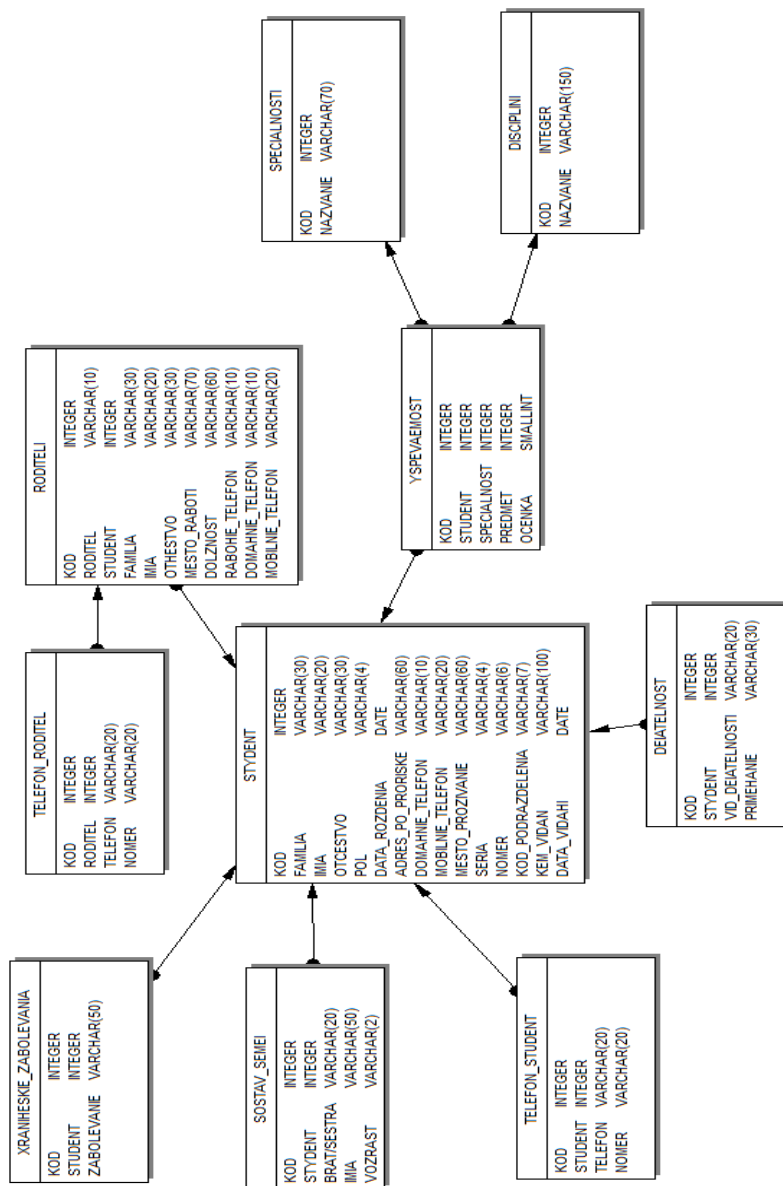 XRANIHESKIE_ZABOLEVANIA
KOD INTEGER
STUDENT INTEGER
ZABOLEVANIE VARCHAR(50)
TELEFON_RODITEL
KOD INTEGER
RODITEL INTEGER
TELEFON VARCHAR(20)
NOMER VARCHAR(20)
RODITELI
KOD INTEGER
RODITEL VARCHAR(10)
STUDENT INTEGER
FAMILIA VARCHAR(30)
IMIA VARCHAR(20)
OTHESTVO VARCHAR(30)
MESTO_RABOTI VARCHAR(70)
DOLZNOST VARCHAR(60)
RABOHIE_TELEFON VARCHAR(10)
DOMAHNIE_TELEFON VARCHAR(10)
MOBILNIE_TELEFON VARCHAR(20)
SOSTAV_SEMEI
KOD INTEGER
STYDENT INTEGER
BRAT/SESTRA VARCHAR(20)
IMIA VARCHAR(50)
VOZRAST VARCHAR(2)
STYDENT
KOD INTEGER
FAMILIA VARCHAR(30)
IMIA VARCHAR(20)
OTCESTVO VARCHAR(30)
POL VARCHAR(4)
DATA_ROZDENIA DATE
ADRES_PO_PRORISKE VARCHAR(60)
DOMAHNIE_TELEFON VARCHAR(10)
MOBILNIE_TELEFON VARCHAR(20)
MESTO_PROZIVANIE VARCHAR(60)
SERIA VARCHAR(4)
NOMER VARCHAR(6)
KOD_PODRAZDELENIA VARCHAR(7)
KEM_VIDAN VARCHAR(100)
DATA_VIDAHI DATE
SPECIALNOSTI
KOD INTEGER
NAZVANIE VARCHAR(70)
YSPEVAEMOST
KOD INTEGER
STUDENT INTEGER
SPECIALNOST INTEGER
PREDMET INTEGER
OCENKA SMALLINT
DISCIPLINI
KOD INTEGER
NAZVANIE VARCHAR(150)
TELEFON_STUDENT
KOD INTEGER
STUDENT INTEGER
TELEFON VARCHAR(20)
NOMER VARCHAR(20)
DEIATELNOST
KOD INTEGER
STYDENT INTEGER
VID_DEIATELNOSTI VARCHAR(20)
PRIMEHANIE VARCHAR(30)